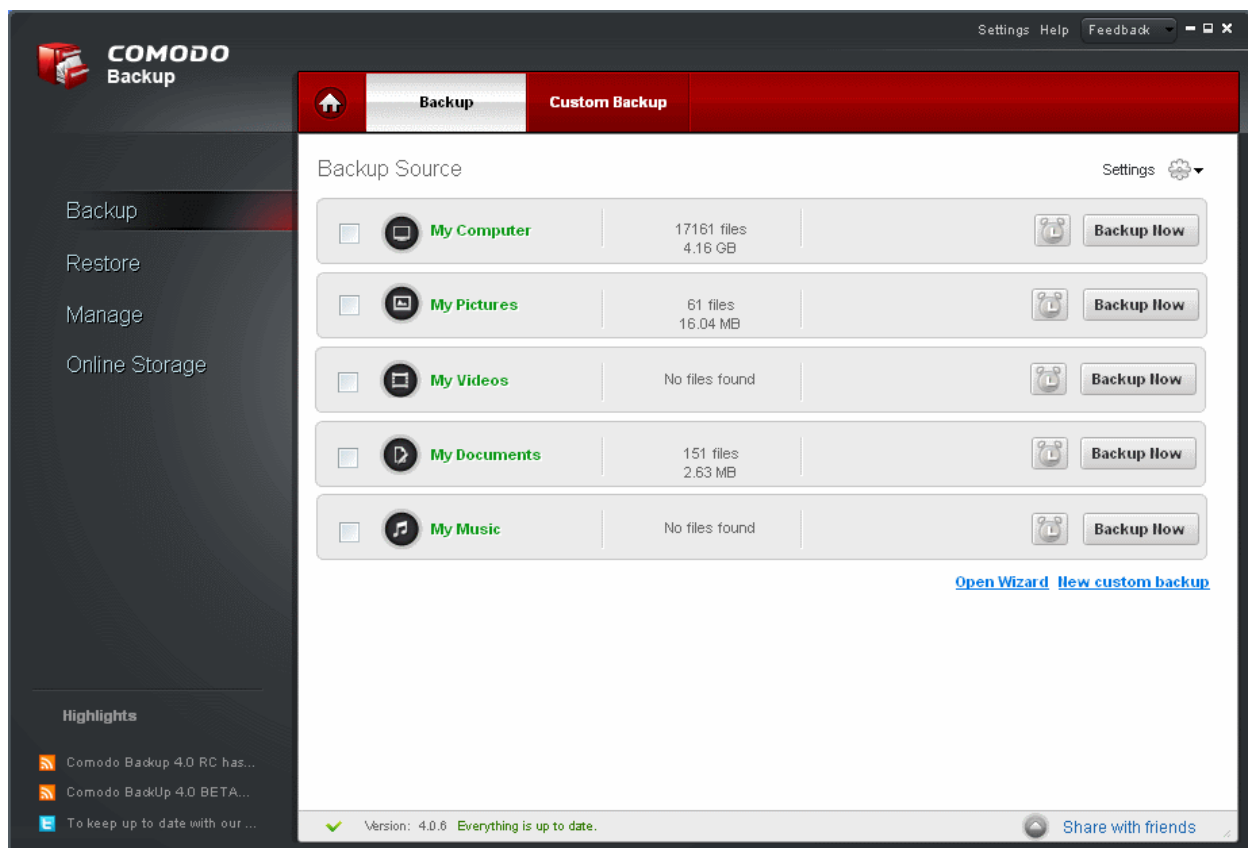 Settings Help Feedback
COMODO
Backup
Backup Custom Backup
Backup
Restore
Manage
Online Storage
Backup Source
Settings
My Computer
17161 files
4.16 GB
Backup Now
My Pictures
61 files
16.04 MB
Backup Now
My Videos
No files found
Backup Now
My Documents
151 files
2.63 MB
Backup Now
My Music
No files found
Backup Now
Open Wizard New custom backup
Highlights
Comodo Backup 4.0 RC has...
Comodo BackUp 4.0 BETA...
To keep up to date with our ...
Version: 4.0.6 Everything is up to date.
Share with friends